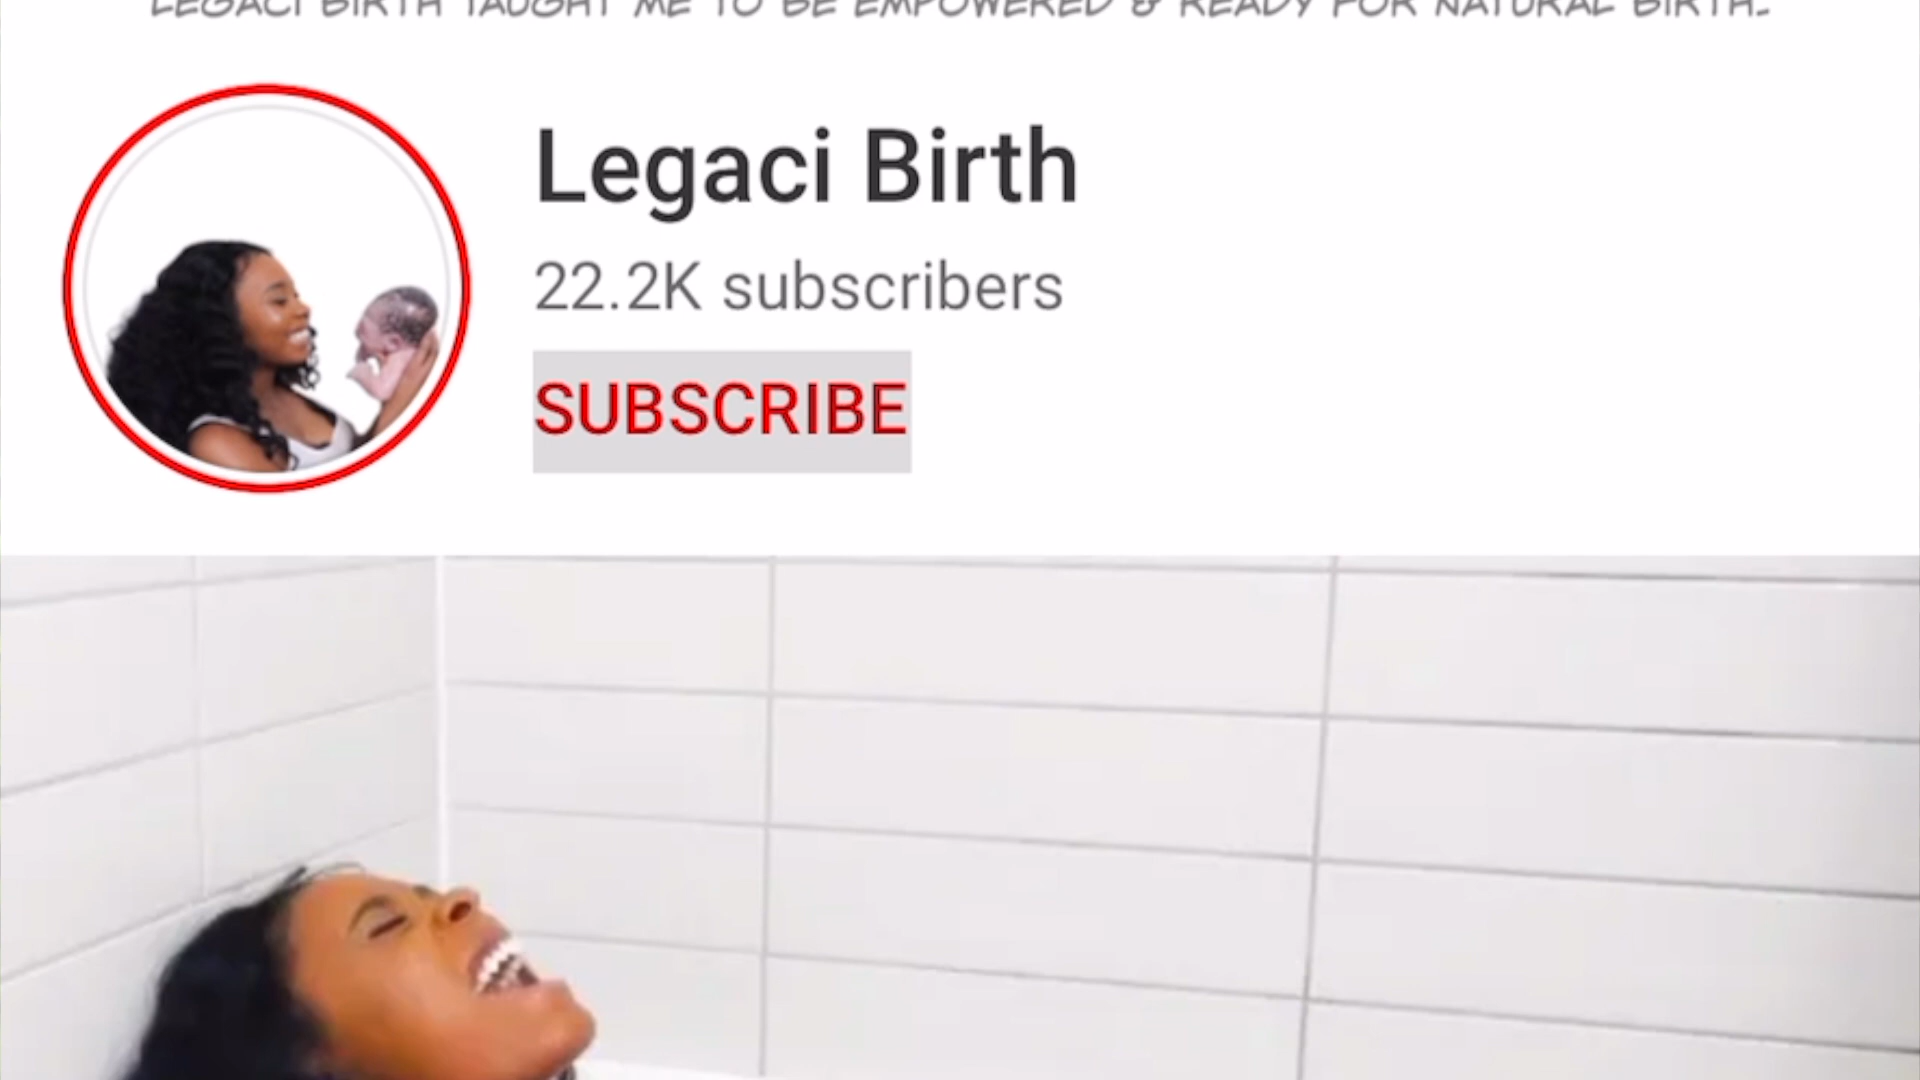 LEGACI BIRTH TAUGHT ME TO BE EMPOWERED & READY FOR NATURAL BIRTH.
Legaci Birth
22.2K subscribers
SUBSCRIBE